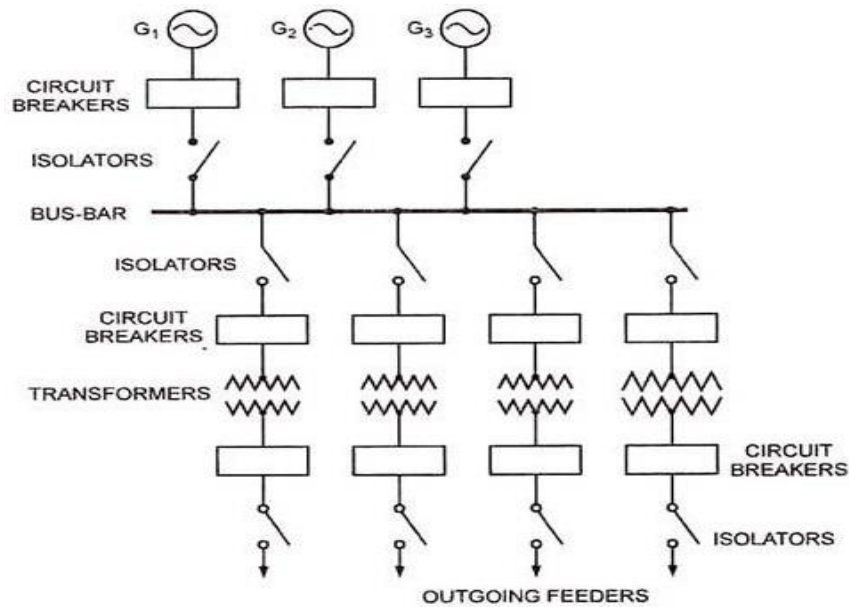 G1 G2 G3
CIRCUIT
BREAKERS
ISOLATORS
BUS-BAR
ISOLATORS
CIRCUIT
BREAKERS
TRANSFORMERS
CIRCUIT
BREAKERS
ISOLATORS
OUTGOING FEEDERS